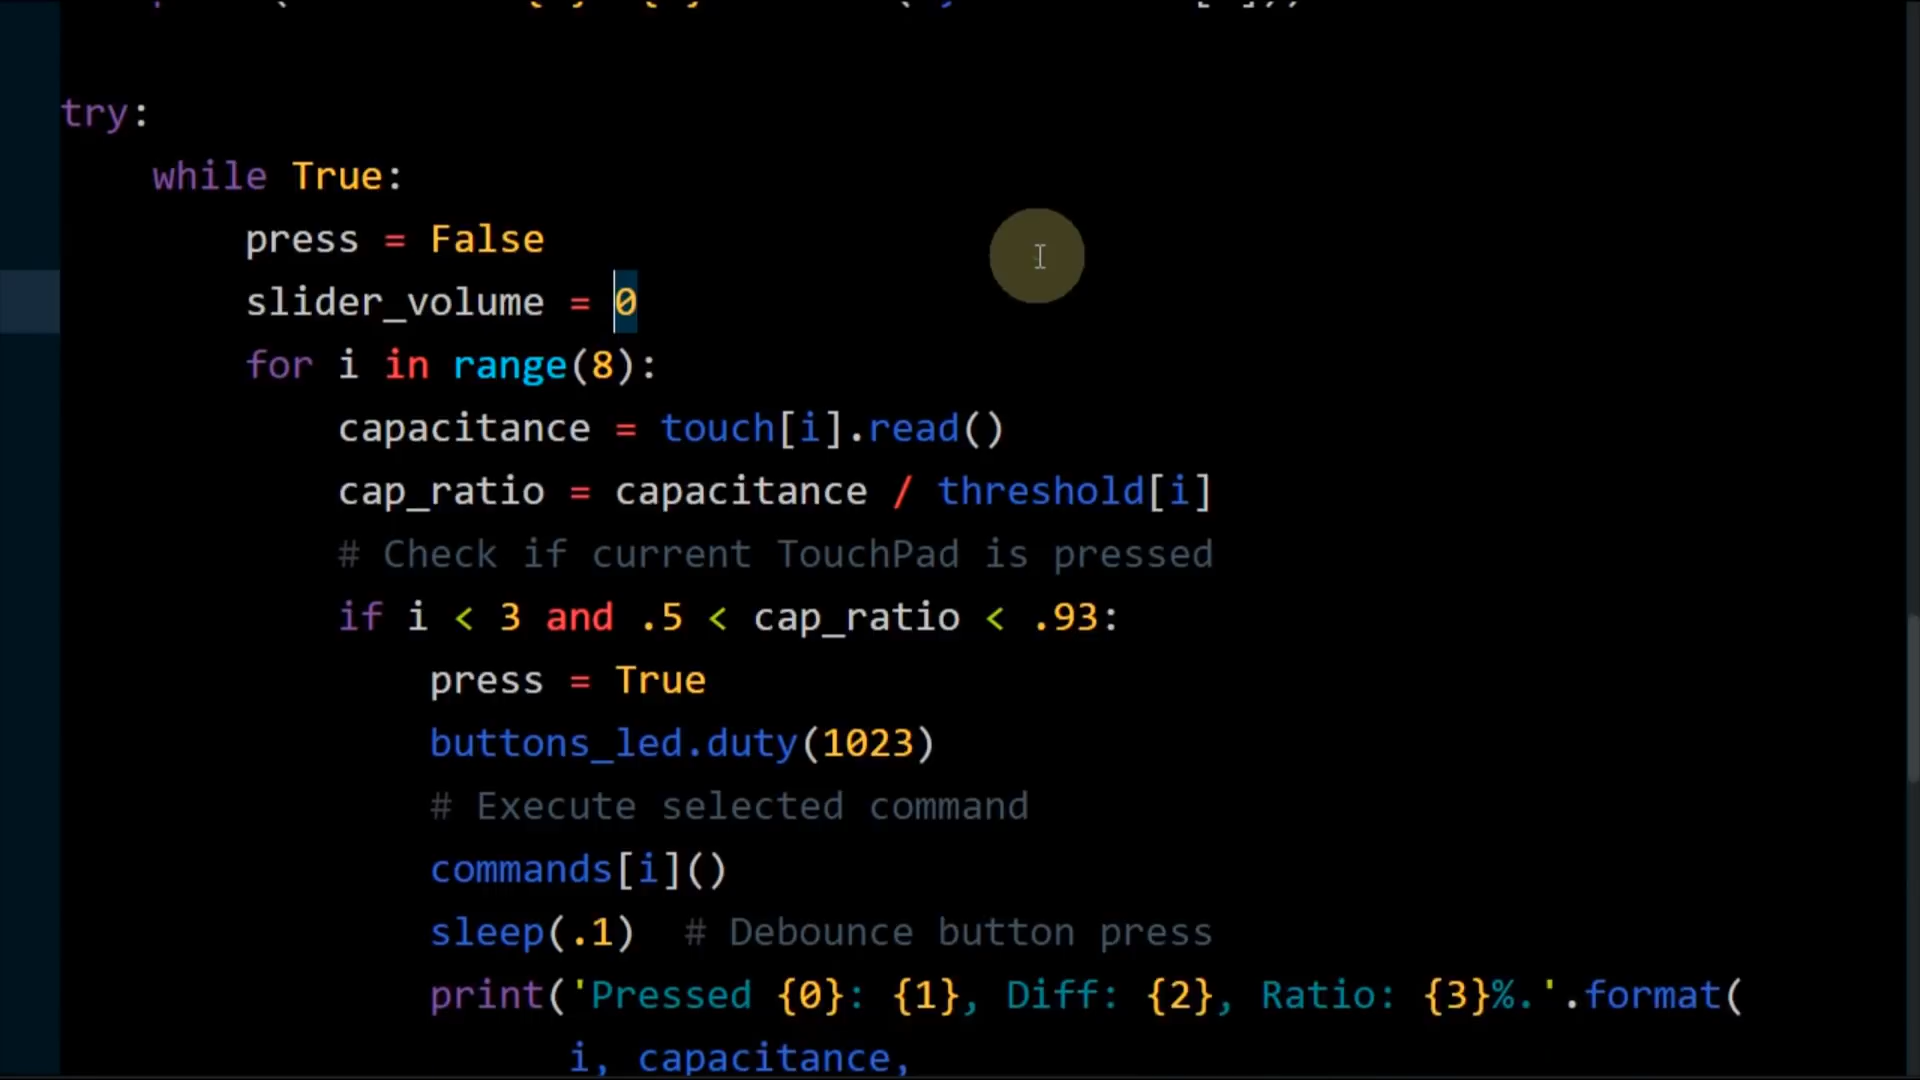 try:
while True:
press = False
slider_volume = 0
for i in range(8):
capacitance = touch[i].read()
cap_ratio = capacitance / threshold[i]
# Check if current TouchPad is pressed
if i < 3 and .5 < cap_ratio < .93:
press = True
buttons_led.duty(1023)
# Execute selected command
commands[i]()
sleep(.1)  # Debounce button press
print('Pressed {0}: {1}, Diff: {2}, Ratio: {3}%.'.format(
i, capacitance,